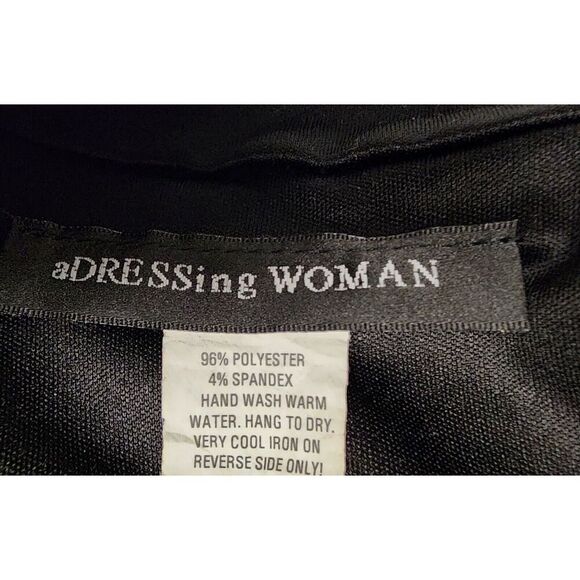 aDRESSing WOMAN
96% POLYESTER
4% SPANDEX
HAND WASH WARM
WATER. HANG TO DRY.
VERY COOL IRON ON
REVERSE SIDE ONLY!